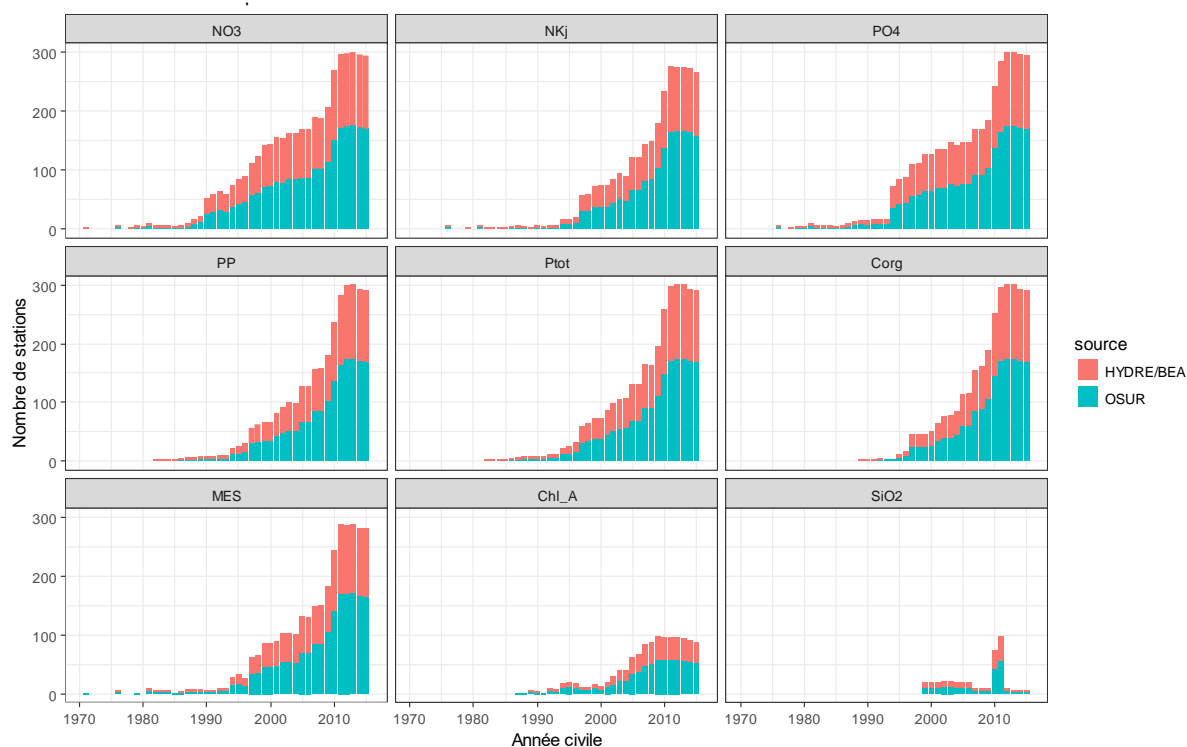 NO3 NKj PO4
300
200
100
0
PP Ptot Corg
300
200
100
0
MES Chl_A SiO2
300
200
100
0
1970 1980 1990 2000 2010 1970 1980 1990 2000 2010 1970 1980 1990 2000 2010
Année civile
Nombre de stations
source
HYDRE/BEA
OSUR